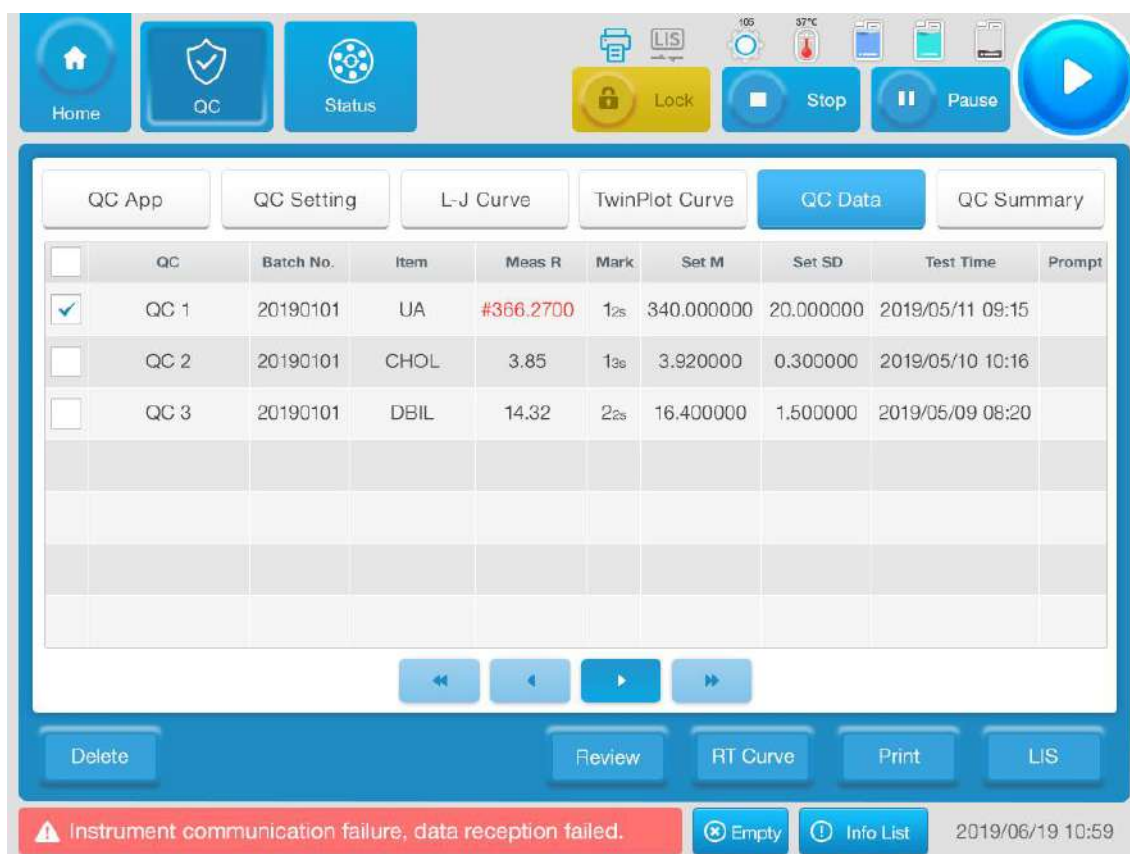 105 37°C
LIS
Home QC Status Lock Stop Pause
QC App QC Setting L-J Curve TwinPlot Curve QC Data QC Summary
QC Batch No. Item Meas R Mark Set M Set SD Test Time Prompt
QC 1 20190101 UA #366.2700 12s 340.000000 20.000000 2019/05/11 09:15
QC 2 20190101 CHOL 3.85 13s 3.920000 0.300000 2019/05/10 10:16
QC 3 20190101 DBIL 14.32 22s 16.400000 1.500000 2019/05/09 08:20
Delete Review RT Curve Print LIS
Instrument communication failure, data reception failed. Empty Info List 2019/06/19 10:59